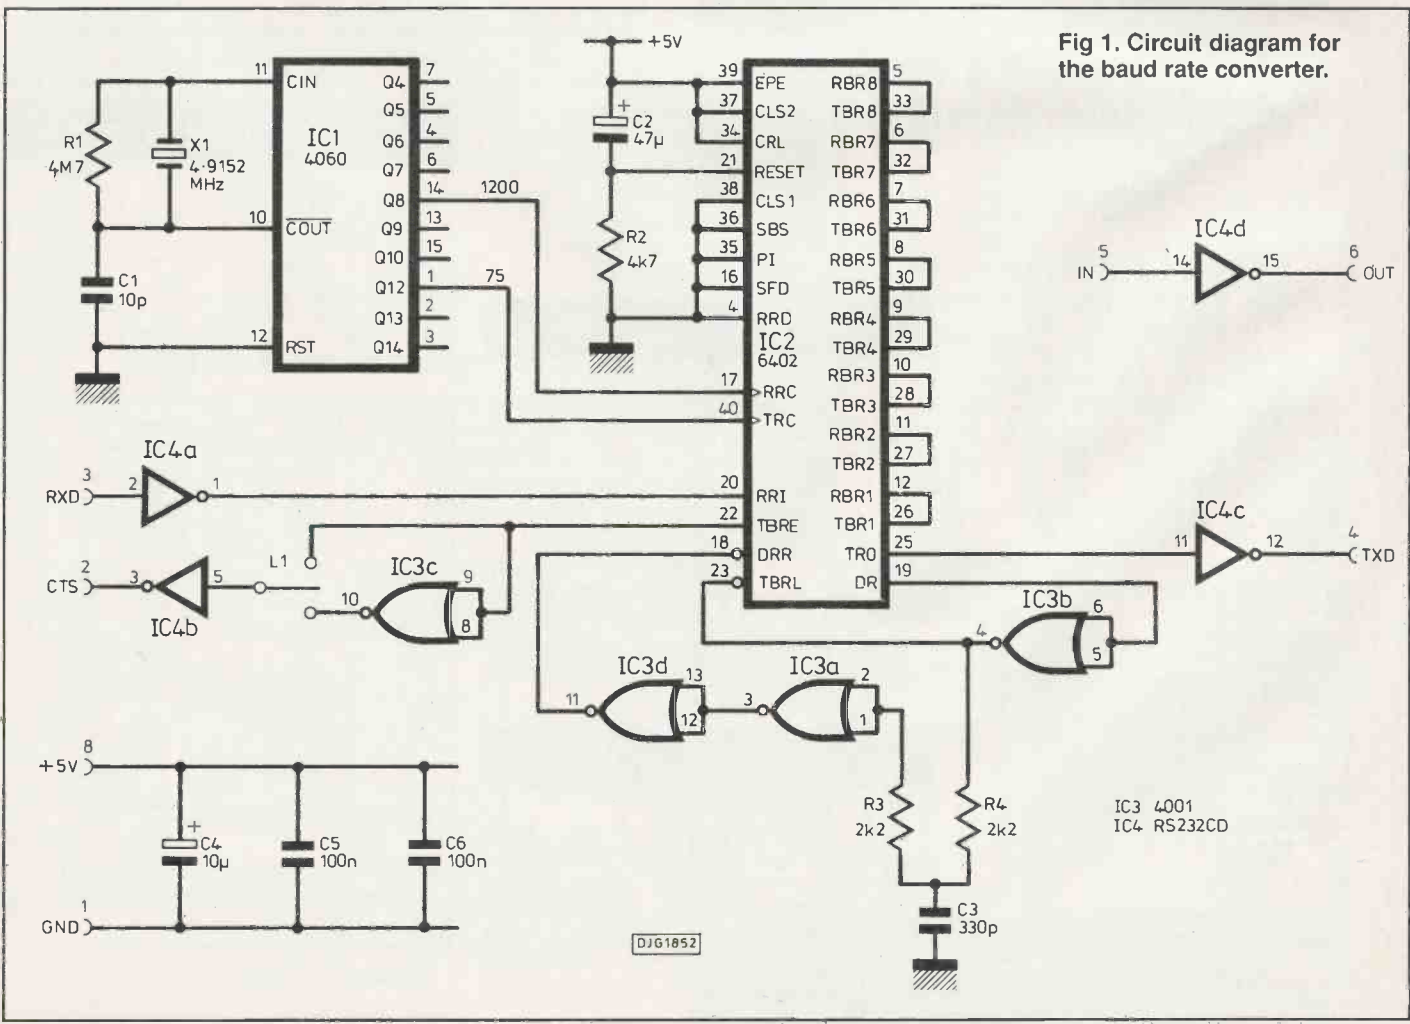 Fig 1. Circuit diagram for
the baud rate converter.
+5V
11 CIN
Q4 7
Q5 5
Q6 4
Q7 6
Q8 14
1200
Q9 13
Q10 15
Q12 1
75
Q13 2
Q14 3
IC1
4060
R1
4M7
X1
4·9152
MHz
10 COUT
C1
10p
12 RST
+
C2
47µ
R2
4k7
39 EPE
37 CLS2
34 CRL
21 RESET
38 CLS1
36 SBS
35 PI
16 SFD
4 RRD
IC2
6402
17 RRC
40 TRC
20 RRI
22 TBRE
18 DRR
23 TBRL
RBR8 5
TBR8 33
RBR7 6
TBR7 32
RBR6 7
TBR6 31
RBR5 8
TBR5 30
RBR4 9
TBR4 29
RBR3 10
TBR3 28
RBR2 11
TBR2 27
RBR1 12
TBR1 26
TRO 25
DR 19
IC4d
5
IN
14
15
6
OUT
IC4a
3
RXD
2
1
2
CTS
3
5
IC4b
L1
IC3c
10
9
8
IC4c
11
12
4
TXD
IC3b
4
6
5
IC3d
11
13
12
IC3a
3
2
1
R3
2k2
R4
2k2
C3
330p
IC3 4001
IC4 RS232CD
8
+5V
+
C4
10µ
C5
100n
C6
100n
1
GND
DJG1852